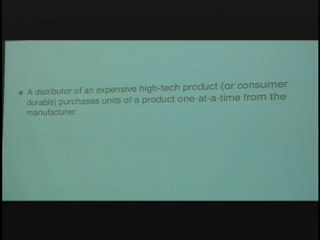 A distributor of an expensive high-tech product (or consumer
durable) purchases units of a product one-at-a-time from the
manufacturer.